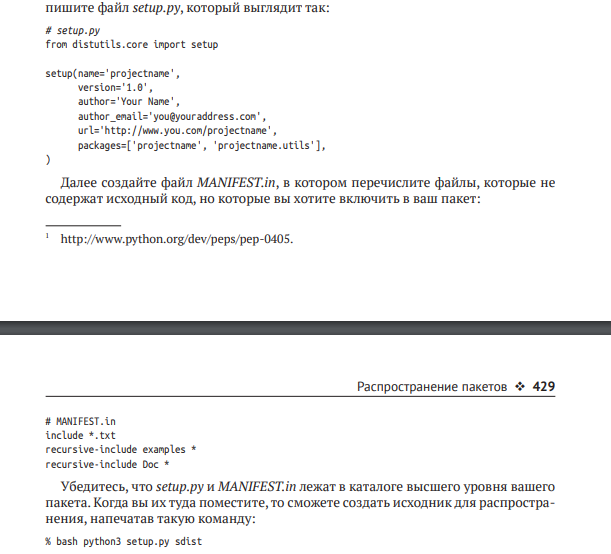 пишите файл setup.py, который выглядит так:
# setup.py
from distutils.core import setup
setup(name='projectname',
version='1.0',
author='Your Name',
author_email='you@youraddress.com',
url='http://www.you.com/projectname',
packages=['projectname', 'projectname.utils'],
)
Далее создайте файл MANIFEST.in, в котором перечислите файлы, которые не
содержат исходный код, но которые вы хотите включить в ваш пакет:
1 http://www.python.org/dev/peps/pep-0405.
Распространение пакетов ❖ 429
# MANIFEST.in
include *.txt
recursive-include examples *
recursive-include Doc *
Убедитесь, что setup.py и MANIFEST.in лежат в каталоге высшего уровня вашего
пакета. Когда вы их туда поместите, то сможете создать исходник для распростра-
нения, напечатав такую команду:
% bash python3 setup.py sdist